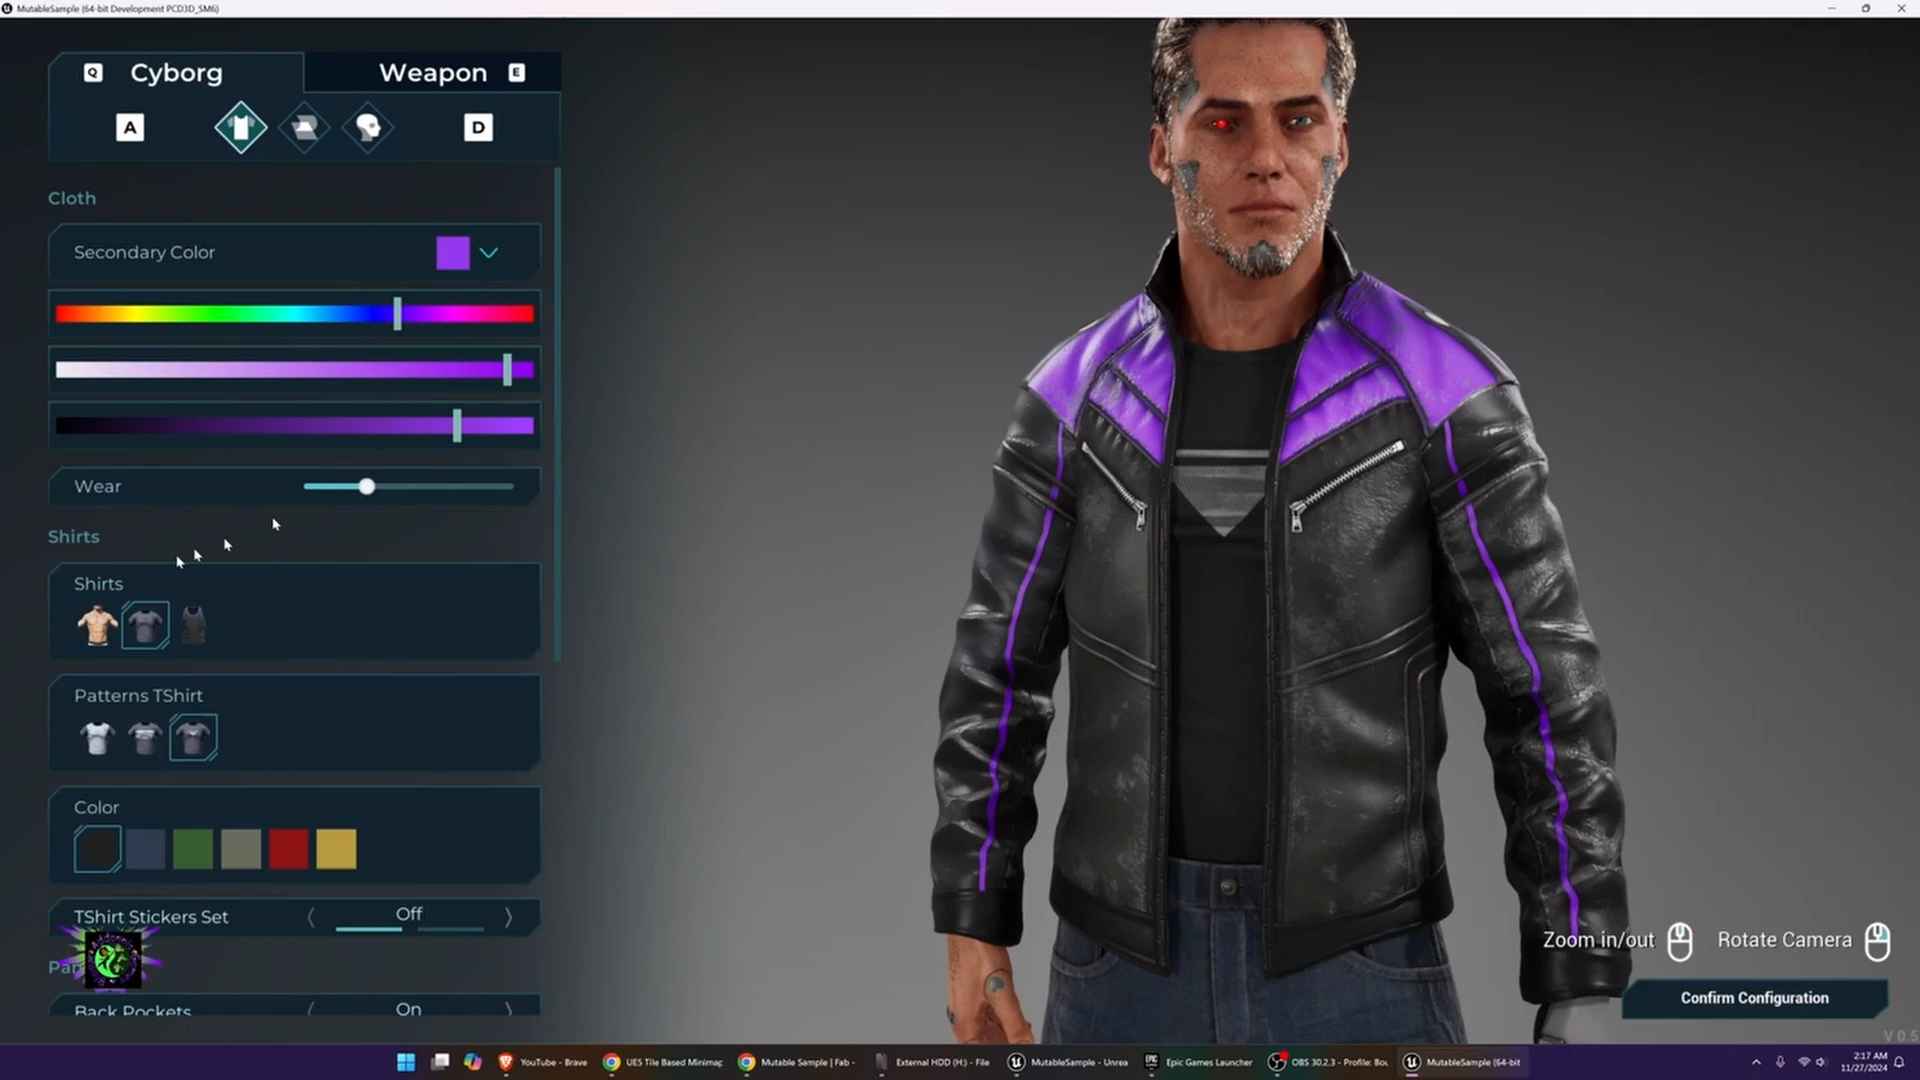 MutableSample (64-bit Development PCD3D_SM6)
Q Cyborg Weapon E
A D
Cloth
Secondary Color
Wear
Shirts
Shirts
Patterns TShirt
Color
TShirt Stickers Set Off
Back Pockets On
Zoom in/out Rotate Camera
Confirm Configuration
V 0.5
YouTube - Brave
UE5 Tile Based Minimap
Mutable Sample | Fab -
External HDD (H:) - File
MutableSample - Unrea
Epic Games Launcher
OBS 30.2.3 - Profile: Bou
MutableSample (64-bit
2:17 AM
11/27/2024